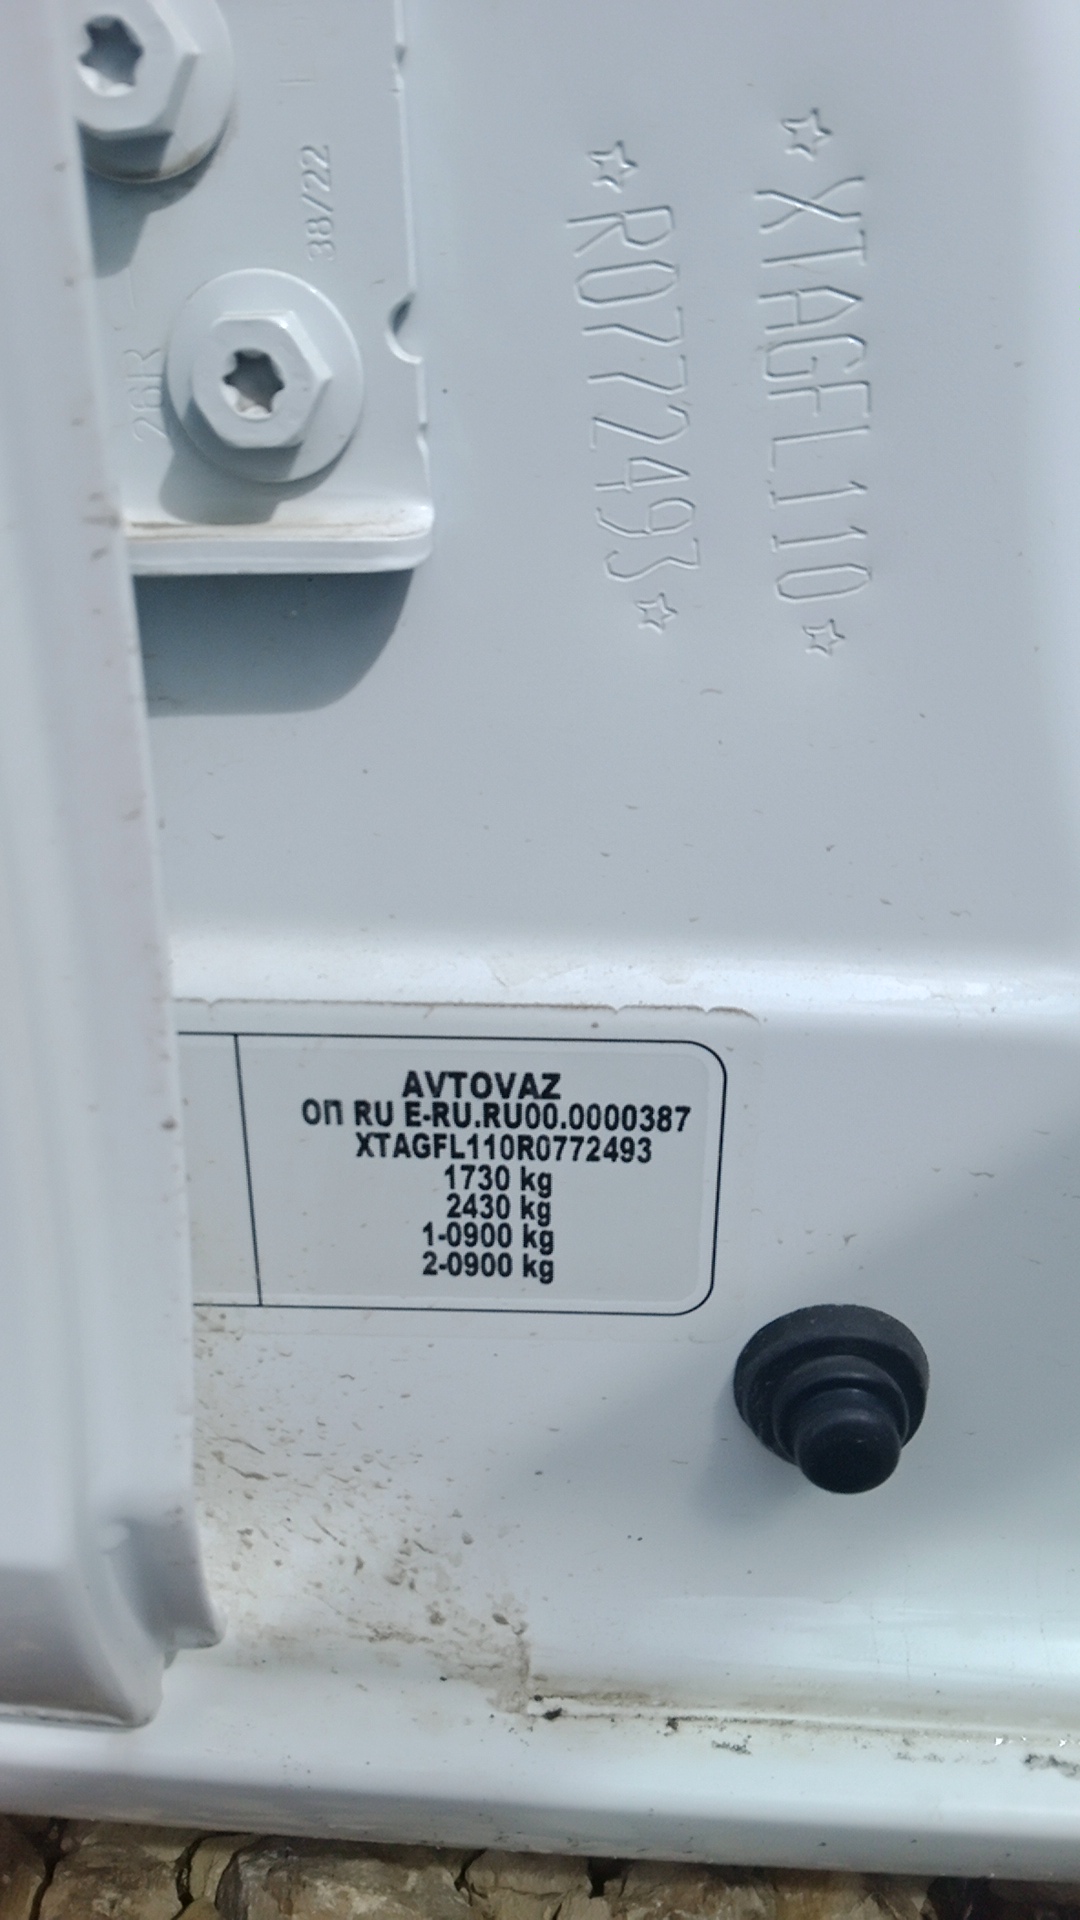 38/22
26R
☆XTAGFL110☆
☆R0772493☆
AVTOVAZ
ОП RU E-RU.RU00.0000387
XTAGFL110R0772493
1730 kg
2430 kg
1-0900 kg
2-0900 kg